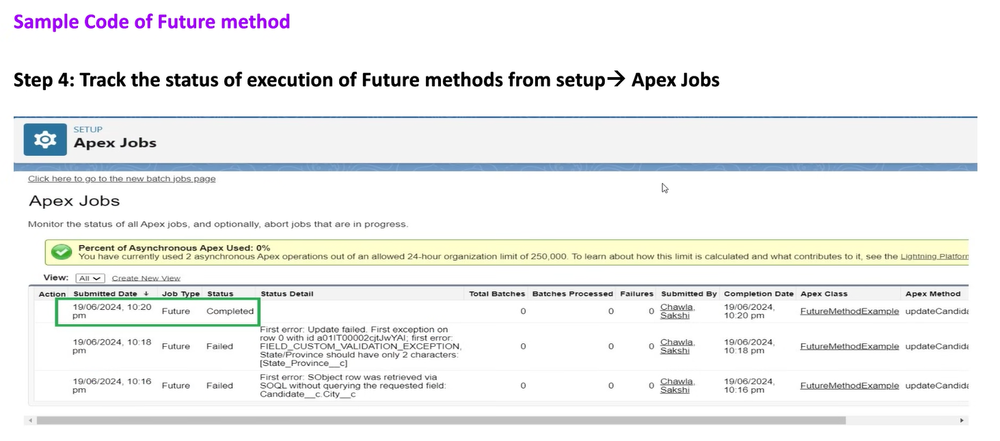 Sample Code of Future method
Step 4: Track the status of execution of Future methods from setup→ Apex Jobs
SETUP
Apex Jobs
Click here to go to the new batch jobs page
Apex Jobs
Monitor the status of all Apex jobs, and optionally, abort jobs that are in progress.
Percent of Asynchronous Apex Used: 0%
You have currently used 2 asynchronous Apex operations out of an allowed 24-hour organization limit of 250,000. To learn about how this limit is calculated and what contributes to it, see the Lightning Platforn
View: All Create New View
Action Submitted Date ↓ Job Type Status Status Detail Total Batches Batches Processed Failures Submitted By Completion Date Apex Class Apex Method
19/06/2024, 10:20 pm Future Completed 0 0 0 Chawla, Sakshi 19/06/2024, 10:20 pm FutureMethodExample updateCandida
19/06/2024, 10:18 pm Future Failed
First error: Update failed. First exception on
row 0 with id a01IT00002cjtJwYAI; first error:
FIELD_CUSTOM_VALIDATION_EXCEPTION,
State/Province should have only 2 characters:
[State_Province__c]
0 0 0 Chawla, Sakshi 19/06/2024, 10:18 pm FutureMethodExample updateCandida
19/06/2024, 10:16 pm Future Failed
First error: SObject row was retrieved via
SOQL without querying the requested field:
Candidate__c.City__c
0 0 0 Chawla, Sakshi 19/06/2024, 10:16 pm FutureMethodExample updateCandida